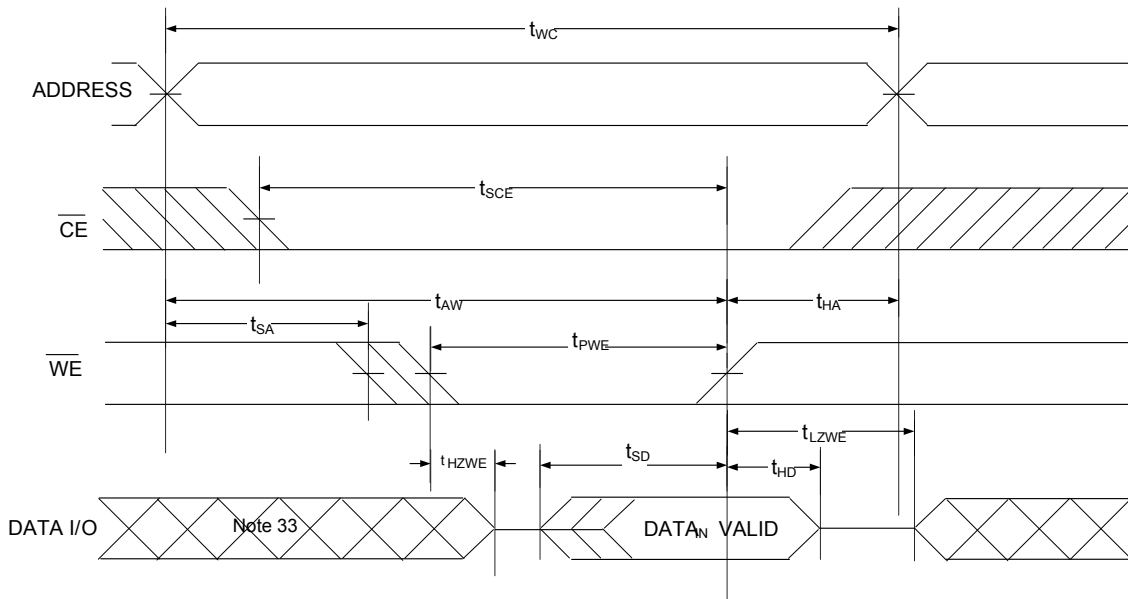 tWC
ADDRESS
tSCE
CE
tAW
tHA
tSA
tPWE
WE
tLZWE
tHZWE
tSD
tHD
DATA I/O
Note 33
DATAIN VALID